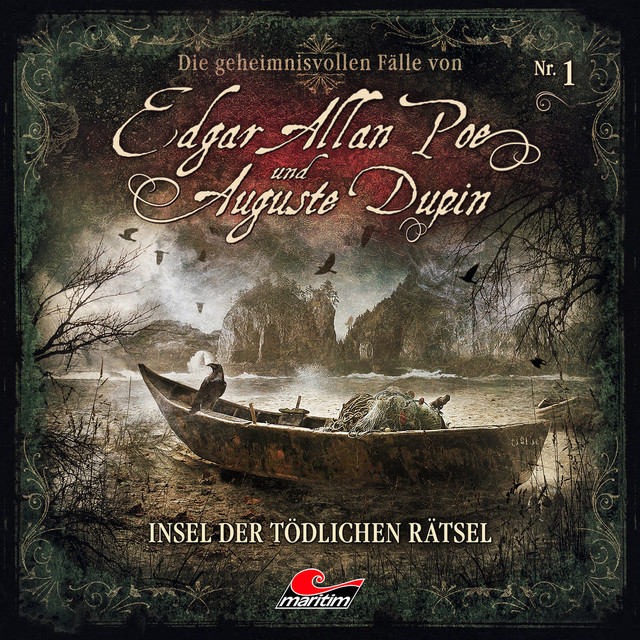 Die geheimnisvollen Fälle von
Nr. 1
Edgar Allan Poe
und
Auguste Dupin
INSEL DER TÖDLICHEN RÄTSEL
maritim